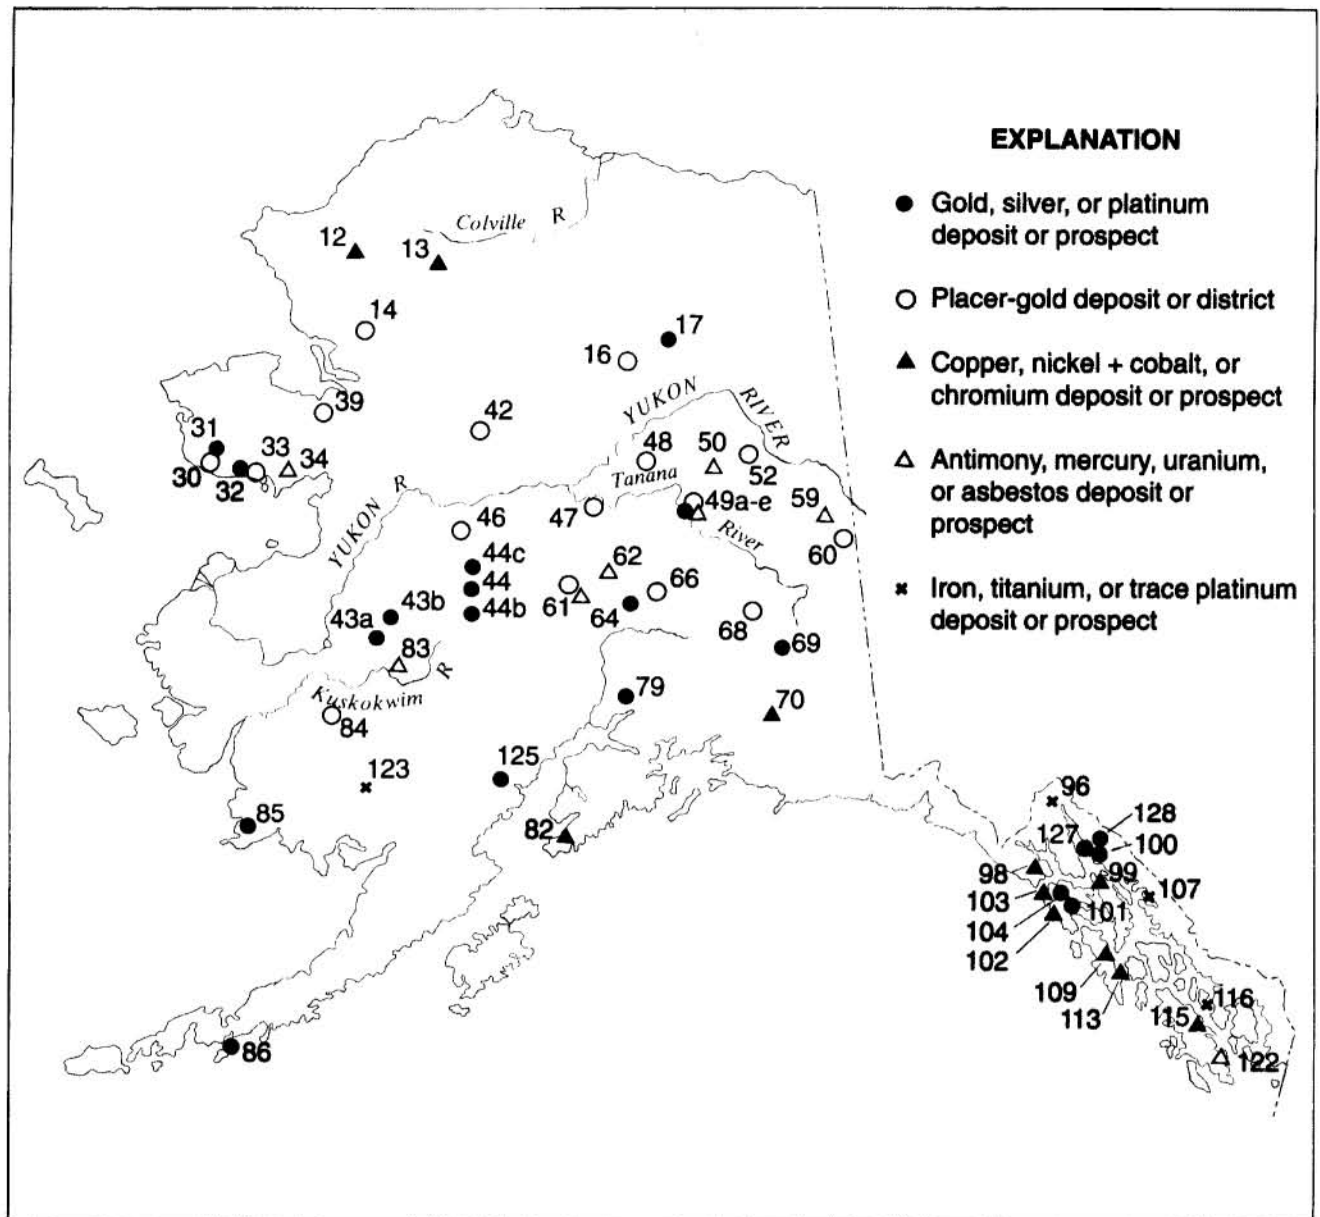 EXPLANATION
Gold, silver, or platinum
deposit or prospect
Placer-gold deposit or district
Copper, nickel + cobalt, or
chromium deposit or prospect
Antimony, mercury, uranium,
or asbestos deposit or
prospect
Iron, titanium, or trace platinum
deposit or prospect
Colville R
12
13
14
17
16
39
42
YUKON RIVER
31
33
34
30
32
48
50
52
Tanana
49a-e
River
59
60
YUKON R
46
47
44c
44
44b
62
61
64
66
68
69
43b
43a
83
Kuskokwim R
84
79
70
123
125
85
82
86
96
128
127
100
98
99
103
107
104
101
102
109
113
116
115
122